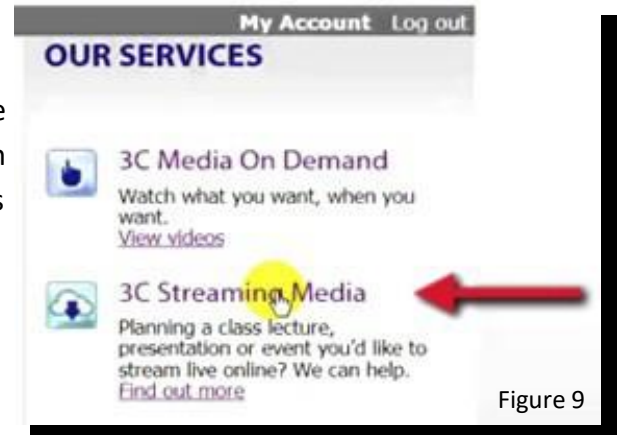 My Account Log out
OUR SERVICES
3C Media On Demand
Watch what you want, when you
want.
View videos
3C Streaming Media
Planning a class lecture,
presentation or event you'd like to
stream live online? We can help.
Find out more
Figure 9